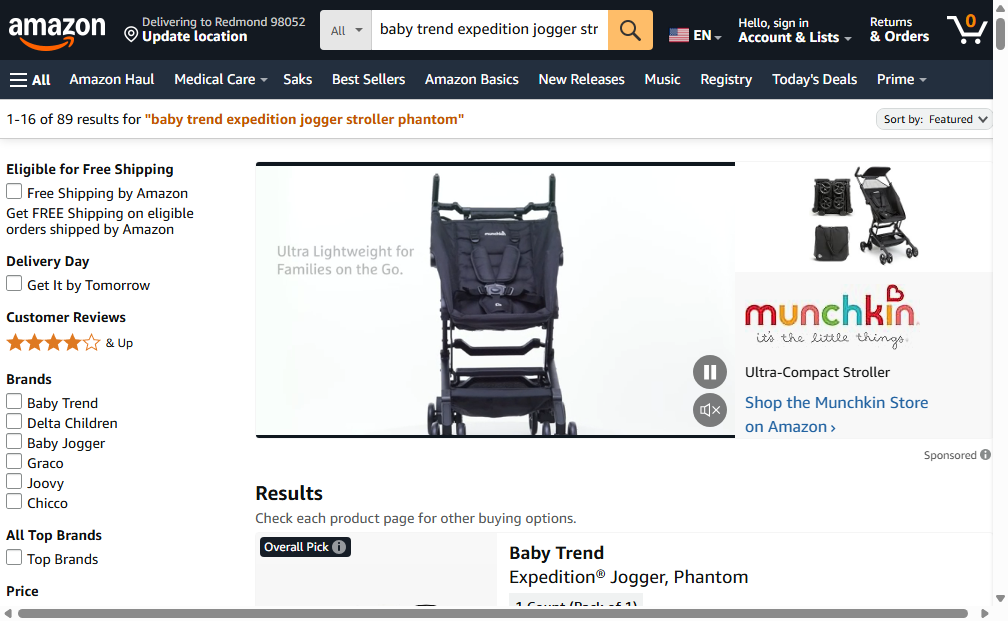 amazon
Delivering to Redmond 98052
Update location
All
baby trend expedition jogger str
EN
Hello, sign in
Account & Lists
Returns
& Orders
0
All
Amazon Haul
Medical Care
Saks
Best Sellers
Amazon Basics
New Releases
Music
Registry
Today's Deals
Prime
1-16 of 89 results for "baby trend expedition jogger stroller phantom"
Sort by: Featured
Eligible for Free Shipping
Free Shipping by Amazon
Get FREE Shipping on eligible
orders shipped by Amazon
Delivery Day
Get It by Tomorrow
Customer Reviews
& Up
Brands
Baby Trend
Delta Children
Baby Jogger
Graco
Joovy
Chicco
All Top Brands
Top Brands
Price
munchkin
Ultra Lightweight for
Families on the Go.
munchkin.
it's the little things.
Ultra-Compact Stroller
Shop the Munchkin Store
on Amazon ›
Sponsored
Results
Check each product page for other buying options.
Overall Pick
Baby Trend
Expedition® Jogger, Phantom
1 Count (Pack of 1)